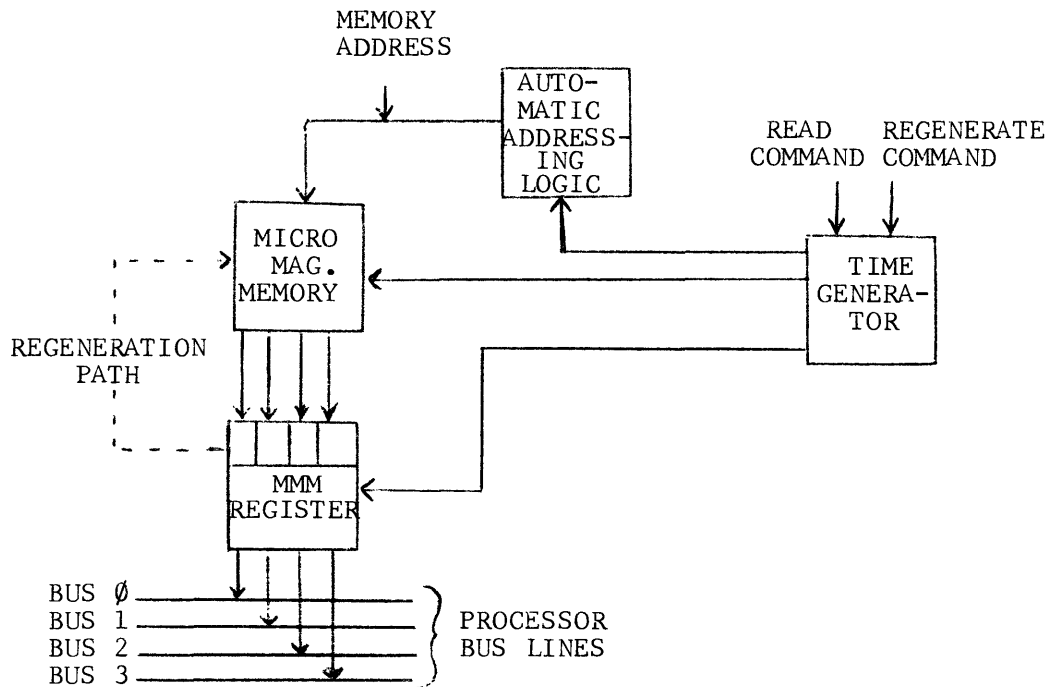 MEMORY
ADDRESS
AUTO-
MATIC
ADDRESS-
ING
LOGIC
READ
COMMAND
REGENERATE
COMMAND
MICRO
MAG.
MEMORY
TIME
GENERA-
TOR
REGENERATION
PATH
MMM
REGISTER
BUS Ø
BUS 1
BUS 2
BUS 3
PROCESSOR
BUS LINES